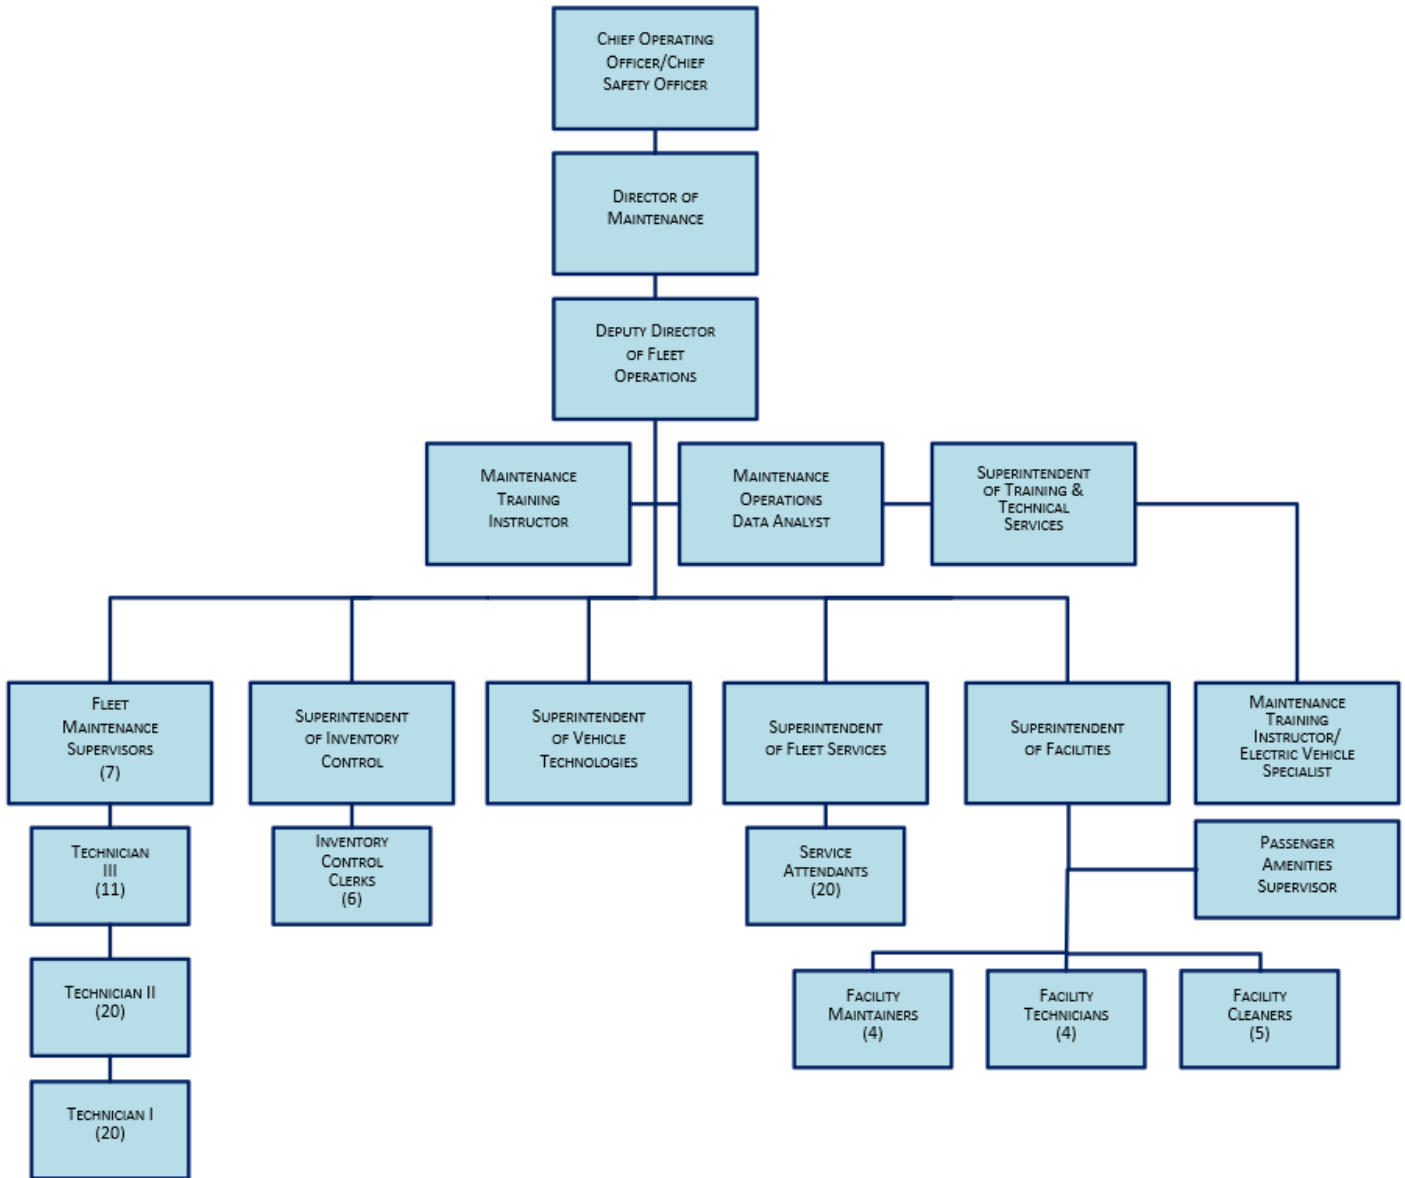 Chief Operating
Officer/Chief
Safety Officer
Director of
Maintenance
Deputy Director
of Fleet
Operations
Maintenance
Training
Instructor
Maintenance
Operations
Data Analyst
Superintendent
of Training &
Technical
Services
Fleet
Maintenance
Supervisors
(7)
Superintendent
of Inventory
Control
Superintendent
of Vehicle
Technologies
Superintendent
of Fleet Services
Superintendent
of Facilities
Maintenance
Training
Instructor/
Electric Vehicle
Specialist
Technician
III
(11)
Inventory
Control
Clerks
(6)
Service
Attendants
(20)
Passenger
Amenities
Supervisor
Technician II
(20)
Facility
Maintainers
(4)
Facility
Technicians
(4)
Facility
Cleaners
(5)
Technician I
(20)